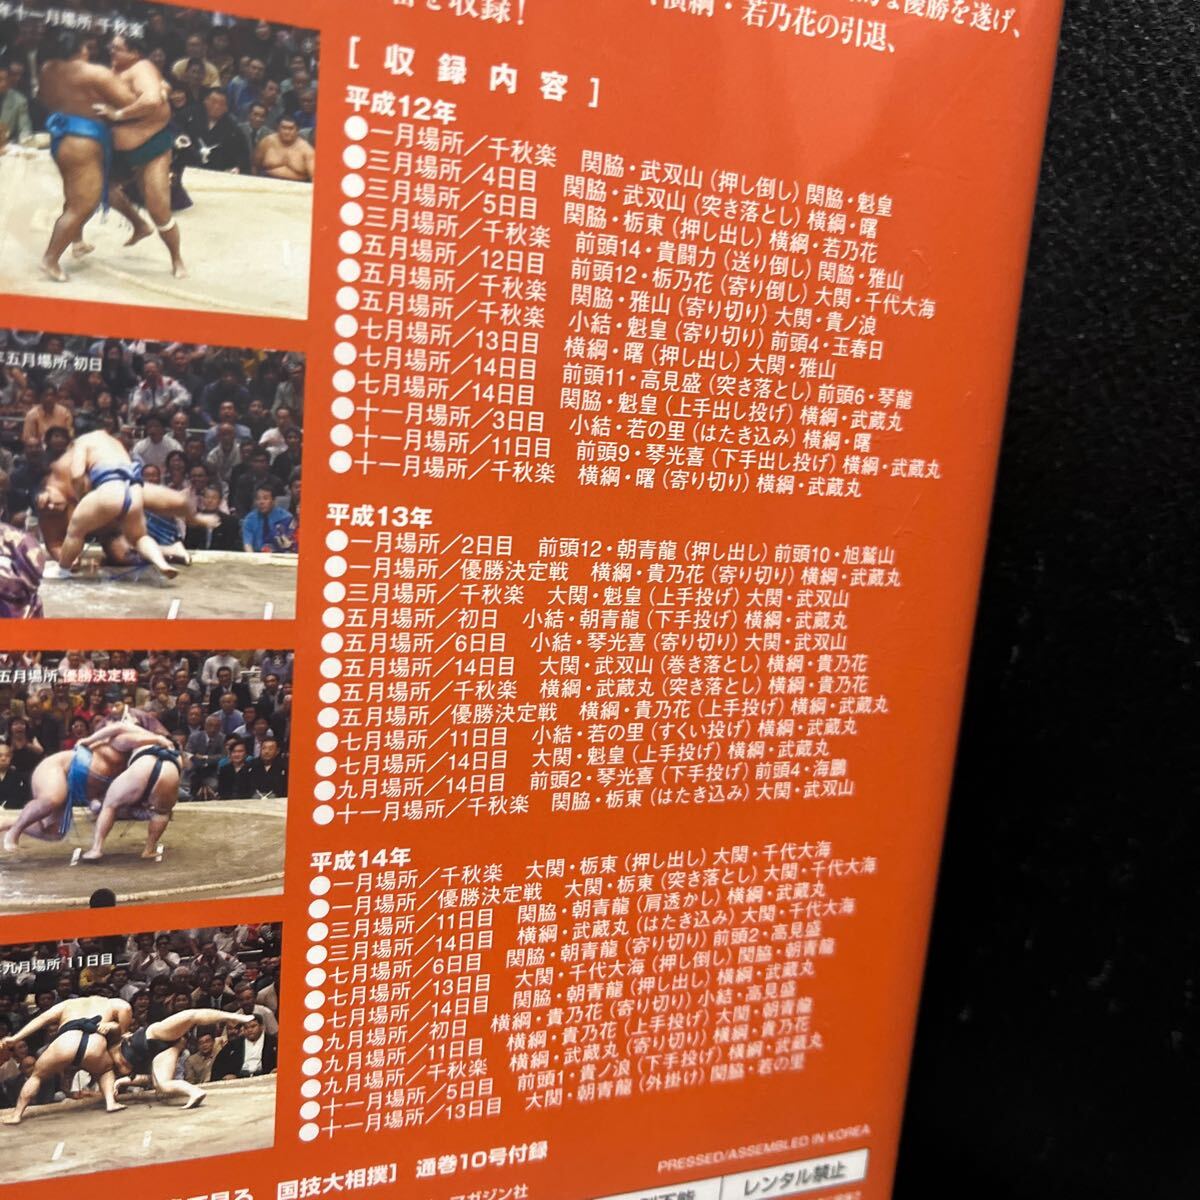 な優勝を遂げ、
を収録!
横綱・若乃花の引退、
[収録内容]
平成12年
●一月場所/千秋楽 関脇・武双山(押し倒し)関脇・魁皇
●三月場所/4日目 関脇・武双山(突き落とし)横綱・曙
●三月場所/5日目 関脇・栃東(押し出し)横綱・若乃花
●三月場所/千秋楽 前頭14・貴闘力(送り倒し)関脇・雅山
●五月場所/12日目 前頭12・栃乃花(寄り倒し)大関・千代大海
●五月場所/千秋楽 関脇・雅山(寄り切り)大関・貴ノ浪
●五月場所/千秋楽 小結・魁皇(寄り切り)前頭4・玉春日
●七月場所/13日目 横綱・曙(押し出し)大関・雅山
●七月場所/14日目 前頭11・高見盛(突き落とし)前頭6・琴龍
●七月場所/14日目 関脇・魁皇(上手出し投げ)横綱・武蔵丸
●十一月場所/3日目 小結・若の里(はたき込み)横綱・曙
●十一月場所/11日目 前頭9・琴光喜(下手出し投げ)横綱・武蔵丸
●十一月場所/千秋楽 横綱・曙(寄り切り)横綱・武蔵丸
平成13年
●一月場所/2日目 前頭12・朝青龍(押し出し)前頭10・旭鷲山
●一月場所/優勝決定戦 横綱・貴乃花(寄り切り)横綱・武蔵丸
●三月場所/千秋楽 大関・魁皇(上手投げ)大関・武双山
●五月場所/初日 小結・朝青龍(下手投げ)横綱・武蔵丸
●五月場所/6日目 小結・琴光喜(寄り切り)大関・武双山
●五月場所/14日目 大関・武双山(巻き落とし)横綱・貴乃花
●五月場所/千秋楽 横綱・武蔵丸(突き落とし)横綱・貴乃花
●五月場所/優勝決定戦 横綱・貴乃花(上手投げ)横綱・武蔵丸
●七月場所/11日目 小結・若の里(すくい投げ)横綱・武蔵丸
●七月場所/14日目 大関・魁皇(上手投げ)横綱・武蔵丸
●九月場所/14日目 前頭2・琴光喜(下手投げ)前頭4・海鵬
●十一月場所/千秋楽 関脇・栃東(はたき込み)大関・武双山
平成14年
●一月場所/千秋楽 大関・栃東(押し出し)大関・千代大海
●一月場所/優勝決定戦 大関・栃東(突き落とし)大関・千代大海
●三月場所/11日目 関脇・朝青龍(肩透かし)横綱・武蔵丸
●三月場所/14日目 横綱・武蔵丸(はたき込み)大関・千代大海
●七月場所/6日目 関脇・朝青龍(寄り切り)前頭2・高見盛
●七月場所/13日目 大関・千代大海(押し倒し)関脇・朝青龍
●七月場所/14日目 関脇・朝青龍(押し出し)横綱・武蔵丸
●九月場所/初日 横綱・貴乃花(寄り切り)小結・高見盛
●九月場所/11日目 横綱・貴乃花(上手投げ)大関・朝青龍
●九月場所/千秋楽 横綱・武蔵丸(寄り切り)横綱・貴乃花
●十一月場所/5日目 前頭1・貴ノ浪(下手投げ)横綱・武蔵丸
●十一月場所/13日目 大関・朝青龍(外掛け)関脇・若の里
年十一月場所 千秋楽
年五月場所 初日
五月場所 優勝決定戦
年九月場所 11日目
見る 国技大相撲] 通巻10号付録
マガジン社
PRESSED/ASSEMBLED IN KOREA
レンタル禁止